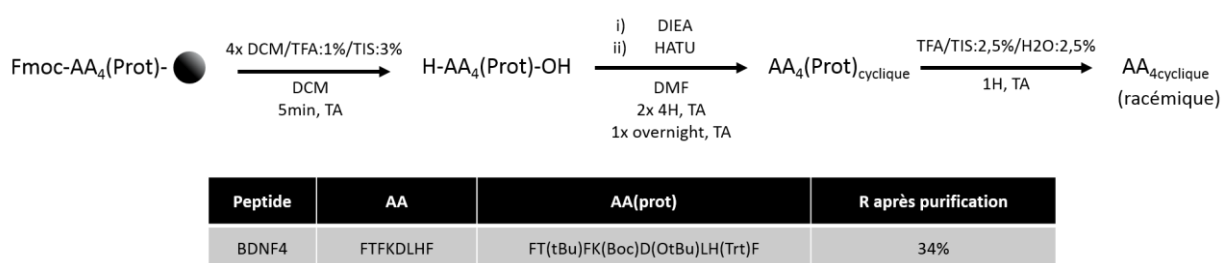 Fmoc-AA4(Prot)-
4x DCM/TFA:1%/TIS:3%
DCM
5min, TA
H-AA4(Prot)-OH
i) DIEA
ii) HATU
DMF
2x 4H, TA
1x overnight, TA
AA4(Prot)cyclique
TFA/TIS:2,5%/H2O:2,5%
1H, TA
AA4cyclique
(racémique)
Peptide AA AA(prot) R après purification
BDNF4 FTFKDLHF FT(tBu)FK(Boc)D(OtBu)LH(Trt)F 34%